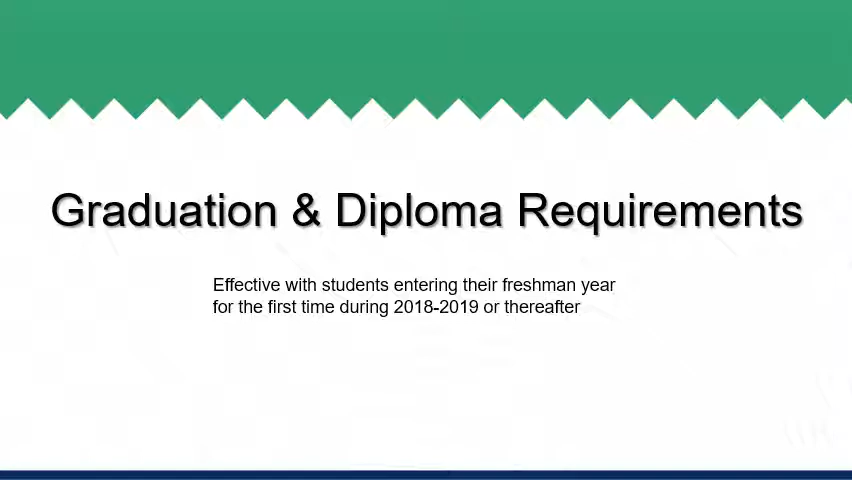 Graduation & Diploma Requirements
Effective with students entering their freshman year
for the first time during 2018-2019 or thereafter